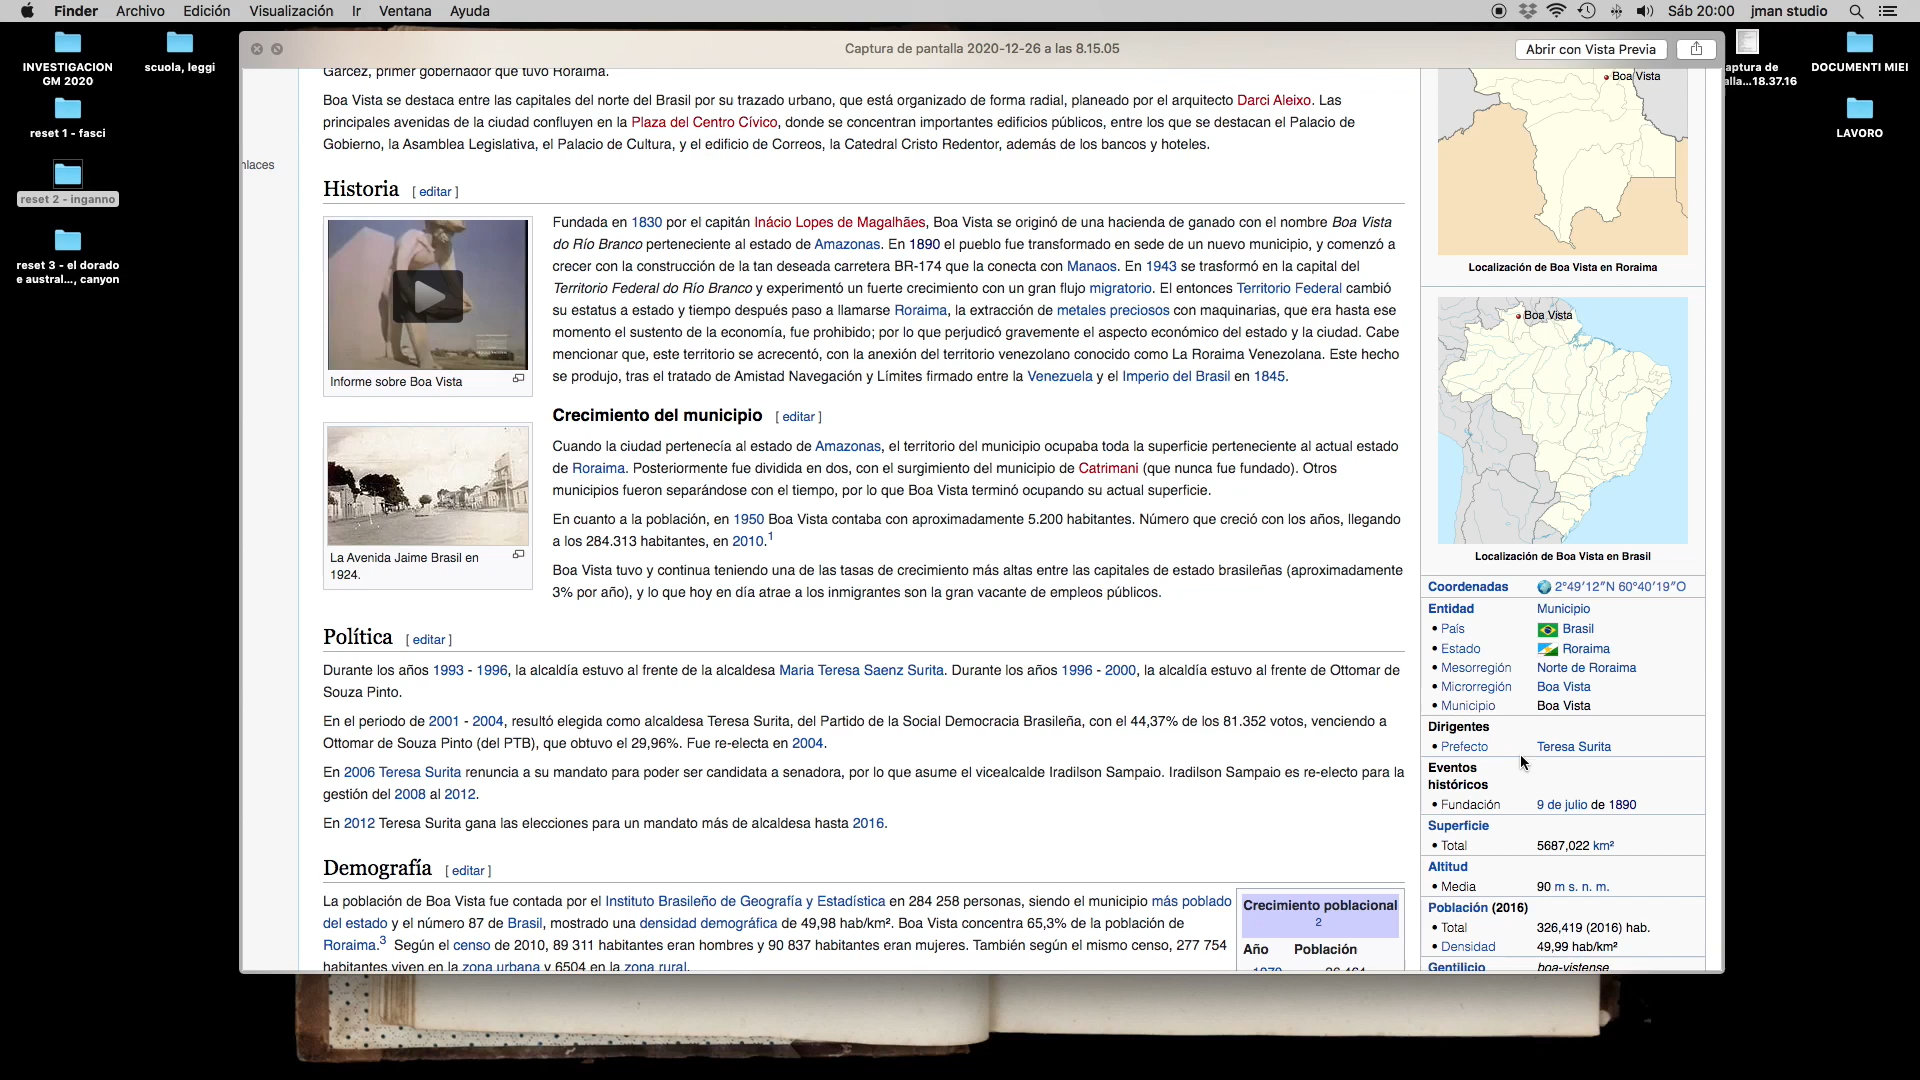 Finder Archivo Edición Visualización Ir Ventana Ayuda
Sáb 20:00 jman studio
INVESTIGACION
GM 2020
scuola, leggi
reset 1 - fasci
reset 2 - inganno
reset 3 - el dorado
e austral..., canyon
Captura de pantalla 2020-12-26 a las 8.15.05
Abrir con Vista Previa
aptura de
alla...18.37.16
DOCUMENTI MIEI
LAVORO
nlaces
Garcez, primer gobernador que tuvo Roraima.
Boa Vista se destaca entre las capitales del norte del Brasil por su trazado urbano, que está organizado de forma radial, planeado por el arquitecto Darci Aleixo. Las
principales avenidas de la ciudad confluyen en la Plaza del Centro Cívico, donde se concentran importantes edificios públicos, entre los que se destacan el Palacio de
Gobierno, la Asamblea Legislativa, el Palacio de Cultura, y el edificio de Correos, la Catedral Cristo Redentor, además de los bancos y hoteles.
Historia [ editar ]
Fundada en 1830 por el capitán Inácio Lopes de Magalhães, Boa Vista se originó de una hacienda de ganado con el nombre Boa Vista
do Río Branco perteneciente al estado de Amazonas. En 1890 el pueblo fue transformado en sede de un nuevo municipio, y comenzó a
crecer con la construcción de la tan deseada carretera BR-174 que la conecta con Manaos. En 1943 se trasformó en la capital del
Territorio Federal do Río Branco y experimentó un fuerte crecimiento con un gran flujo migratorio. El entonces Territorio Federal cambió
su estatus a estado y tiempo después paso a llamarse Roraima, la extracción de metales preciosos con maquinarias, que era hasta ese
momento el sustento de la economía, fue prohibido; por lo que perjudicó gravemente el aspecto económico del estado y la ciudad. Cabe
mencionar que, este territorio se acrecentó, con la anexión del territorio venezolano conocido como La Roraima Venezolana. Este hecho
se produjo, tras el tratado de Amistad Navegación y Límites firmado entre la Venezuela y el Imperio del Brasil en 1845.
Informe sobre Boa Vista
Crecimiento del municipio [ editar ]
Cuando la ciudad pertenecía al estado de Amazonas, el territorio del municipio ocupaba toda la superficie perteneciente al actual estado
de Roraima. Posteriormente fue dividida en dos, con el surgimiento del municipio de Catrimani (que nunca fue fundado). Otros
municipios fueron separándose con el tiempo, por lo que Boa Vista terminó ocupando su actual superficie.
En cuanto a la población, en 1950 Boa Vista contaba con aproximadamente 5.200 habitantes. Número que creció con los años, llegando
a los 284.313 habitantes, en 2010.1
Boa Vista tuvo y continua teniendo una de las tasas de crecimiento más altas entre las capitales de estado brasileñas (aproximadamente
3% por año), y lo que hoy en día atrae a los inmigrantes son la gran vacante de empleos públicos.
La Avenida Jaime Brasil en
1924.
Política [ editar ]
Durante los años 1993 - 1996, la alcaldía estuvo al frente de la alcaldesa Maria Teresa Saenz Surita. Durante los años 1996 - 2000, la alcaldía estuvo al frente de Ottomar de
Souza Pinto.
En el periodo de 2001 - 2004, resultó elegida como alcaldesa Teresa Surita, del Partido de la Social Democracia Brasileña, con el 44,37% de los 81.352 votos, venciendo a
Ottomar de Souza Pinto (del PTB), que obtuvo el 29,96%. Fue re-electa en 2004.
En 2006 Teresa Surita renuncia a su mandato para poder ser candidata a senadora, por lo que asume el vicealcalde Iradilson Sampaio. Iradilson Sampaio es re-electo para la
gestión del 2008 al 2012.
En 2012 Teresa Surita gana las elecciones para un mandato más de alcaldesa hasta 2016.
Demografía [ editar ]
La población de Boa Vista fue contada por el Instituto Brasileño de Geografía y Estadística en 284 258 personas, siendo el municipio más poblado
del estado y el número 87 de Brasil, mostrado una densidad demográfica de 49,98 hab/km². Boa Vista concentra 65,3% de la población de
Roraima.3 Según el censo de 2010, 89 311 habitantes eran hombres y 90 837 habitantes eran mujeres. También según el mismo censo, 277 754
habitantes viven en la zona urbana y 6504 en la zona rural.
Crecimiento poblacional
2
Año Población
1970 36 464
Boa Vista
Localización de Boa Vista en Roraima
Boa Vista
Localización de Boa Vista en Brasil
Coordenadas 2°49′12″N 60°40′19″O
Entidad Municipio
• País Brasil
• Estado Roraima
• Mesorregión Norte de Roraima
• Microrregión Boa Vista
• Municipio Boa Vista
Dirigentes
• Prefecto Teresa Surita
Eventos
históricos
• Fundación 9 de julio de 1890
Superficie
• Total 5687,022 km²
Altitud
• Media 90 m s. n. m.
Población (2016)
• Total 326,419 (2016) hab.
• Densidad 49,99 hab/km²
Gentilicio boa-vistense